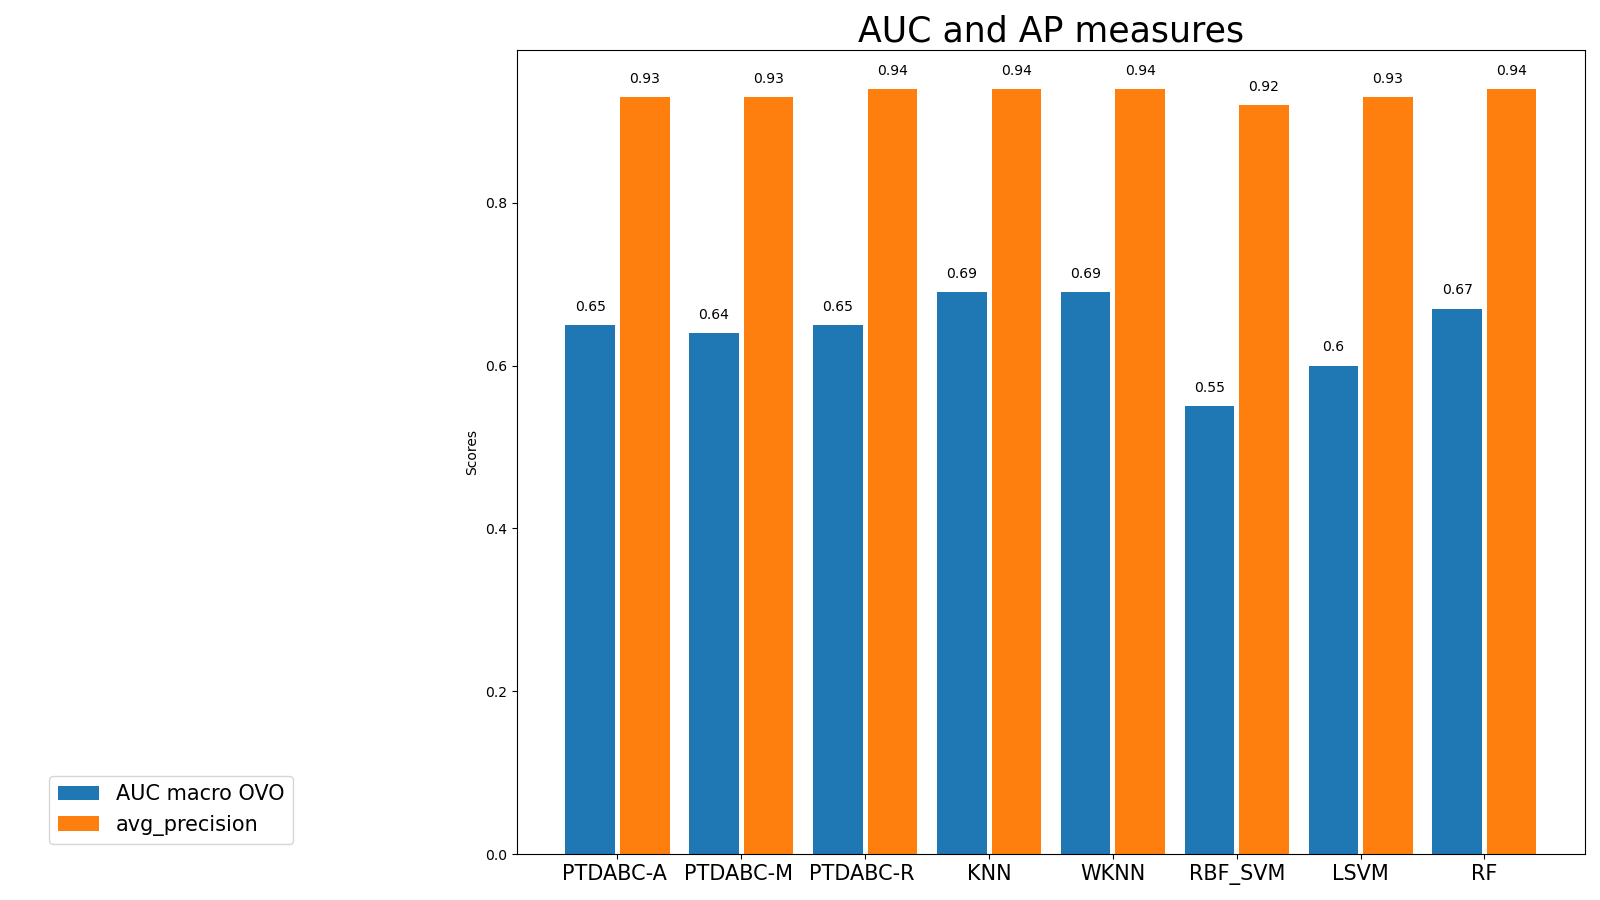 AUC and AP measures
0.93 0.93 0.94 0.94 0.94 0.92 0.93 0.94
0.65 0.64 0.65 0.69 0.69 0.55 0.6 0.67
0.8
0.6
0.4
0.2
0.0
Scores
PTDABC-A PTDABC-M PTDABC-R KNN WKNN RBF_SVM LSVM RF
AUC macro OVO
avg_precision